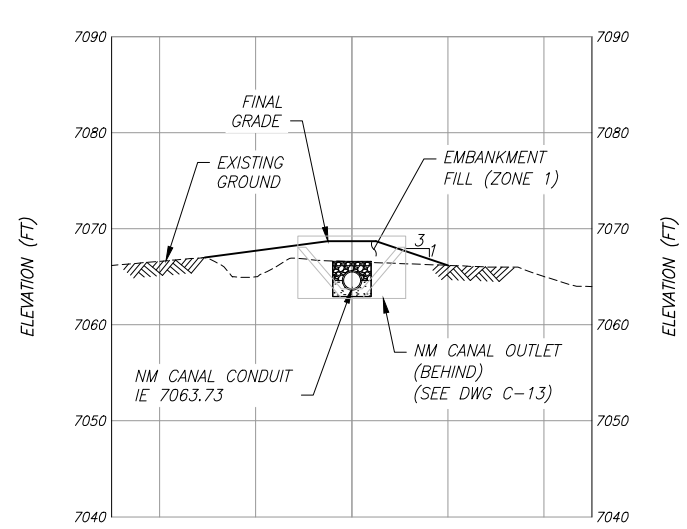 7090
7090
FINAL
GRADE
7080
7080
EXISTING
GROUND
EMBANKMENT
FILL (ZONE 1)
7070
7070
3
1
ELEVATION (FT)
ELEVATION (FT)
7060
7060
NM CANAL OUTLET
(BEHIND)
(SEE DWG C-13)
NM CANAL CONDUIT
IE 7063.73
7050
7050
7040
7040